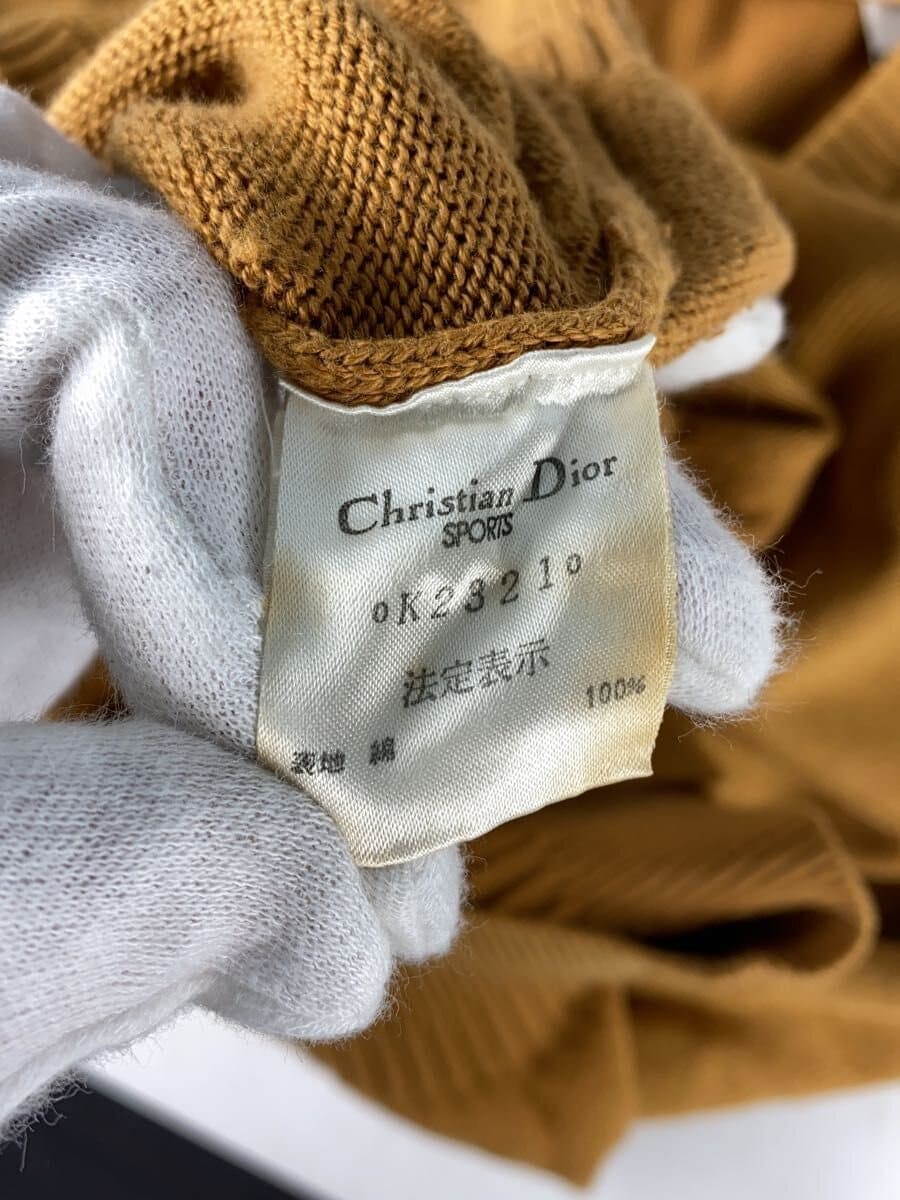 Christian Dior
SPORTS
oK2321o
法定表示
表地 綿 100%